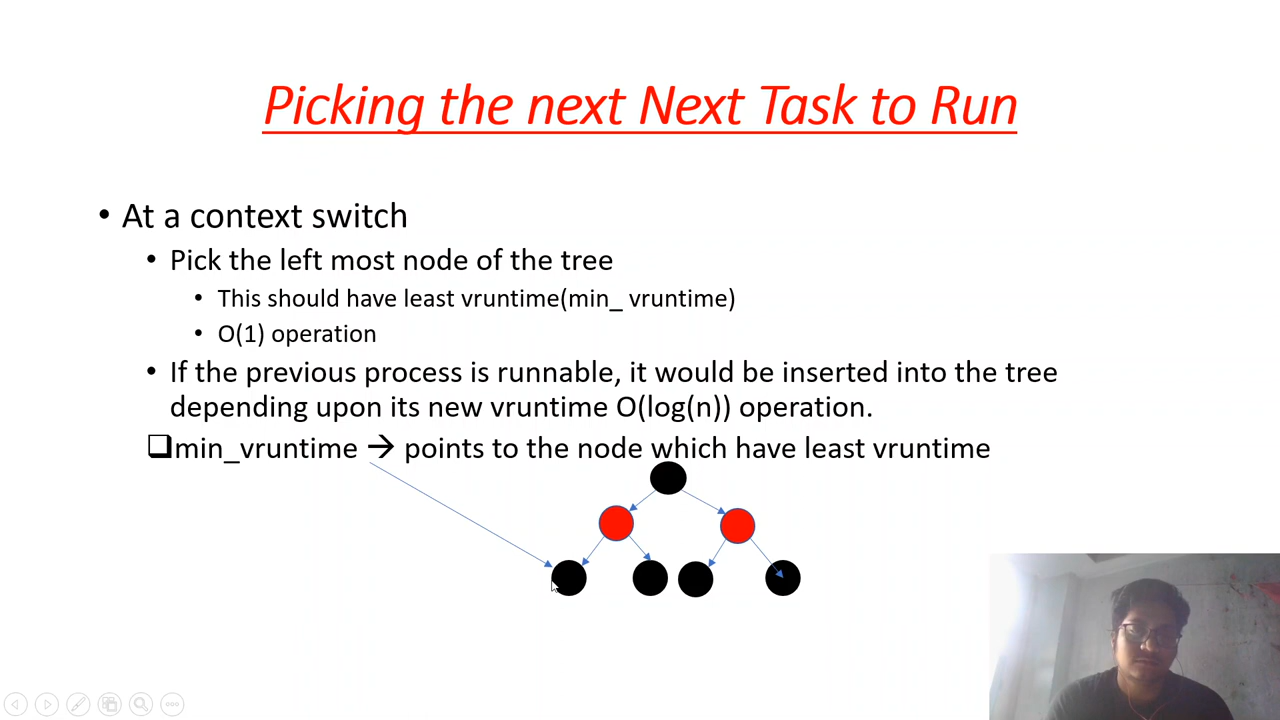 Picking the next Next Task to Run
• At a context switch
• Pick the left most node of the tree
• This should have least vruntime(min_ vruntime)
• O(1) operation
• If the previous process is runnable, it would be inserted into the tree
depending upon its new vruntime O(log(n)) operation.
❑min_vruntime → points to the node which have least vruntime